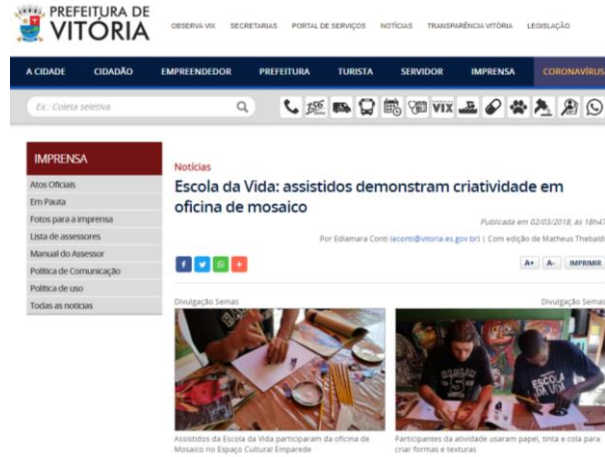 PREFEITURA DE
VITÓRIA
OBSERVA VIX SECRETARIAS PORTAL DE SERVIÇOS NOTÍCIAS TRANSPARÊNCIA VITÓRIA LEGISLAÇÃO
A CIDADE CIDADÃO EMPREENDEDOR PREFEITURA TURISTA SERVIDOR IMPRENSA CORONAVÍRUS
Ex.: Coleta seletiva
156
VIX
IMPRENSA
Atos Oficiais
Em Pauta
Fotos para a imprensa
Lista de assessores
Manual do Assessor
Política de Comunicação
Política de uso
Todas as notícias
Notícias
Escola da Vida: assistidos demonstram criatividade em
oficina de mosaico
Publicada em 02/03/2018, às 18h47
Por Edlamara Conti (econti@vitoria.es.gov.br) | Com edição de Matheus Thebaldi
A+ A- IMPRIMIR
Divulgação Semas
Divulgação Semas
ESCOLA
DA VIDA
Assistidos da Escola da Vida participaram da oficina de
Mosaico no Espaço Cultural Emparede
Participantes da atividade usaram papel, tinta e cola para
criar formas e texturas